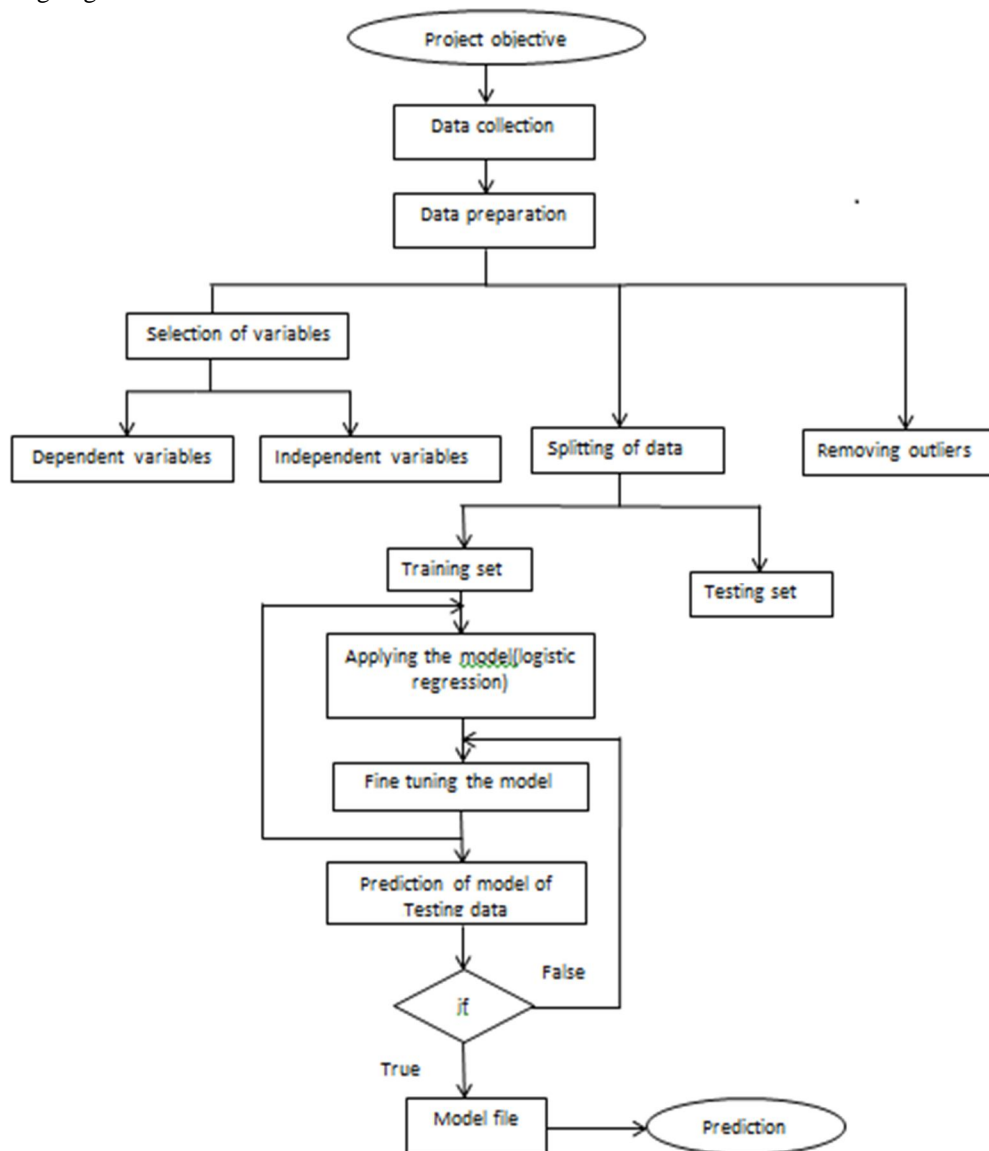 Project objective
Data collection
Data preparation
Selection of variables
Dependent variables
Independent variables
Splitting of data
Removing outliers
Training set
Testing set
Applying the model(logistic
regression)
Fine tuning the model
Prediction of model of
Testing data
if
False
True
Model file
Prediction